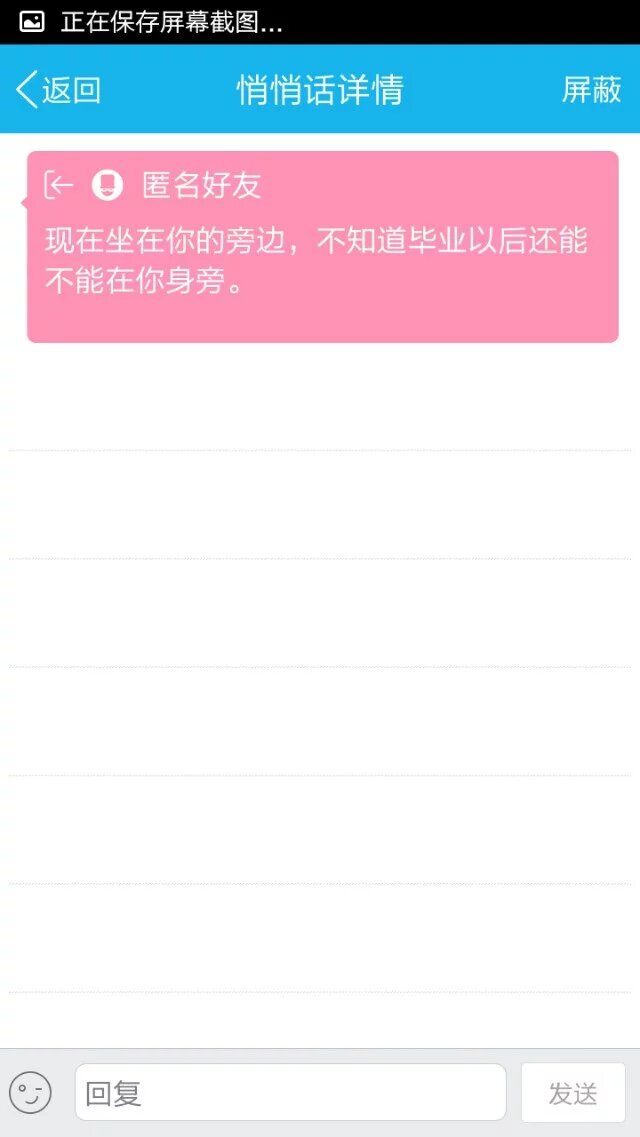 正在保存屏幕截图...
返回
悄悄话详情
屏蔽
匿名好友
现在坐在你的旁边，不知道毕业以后还能
不能在你身旁。
回复
发送